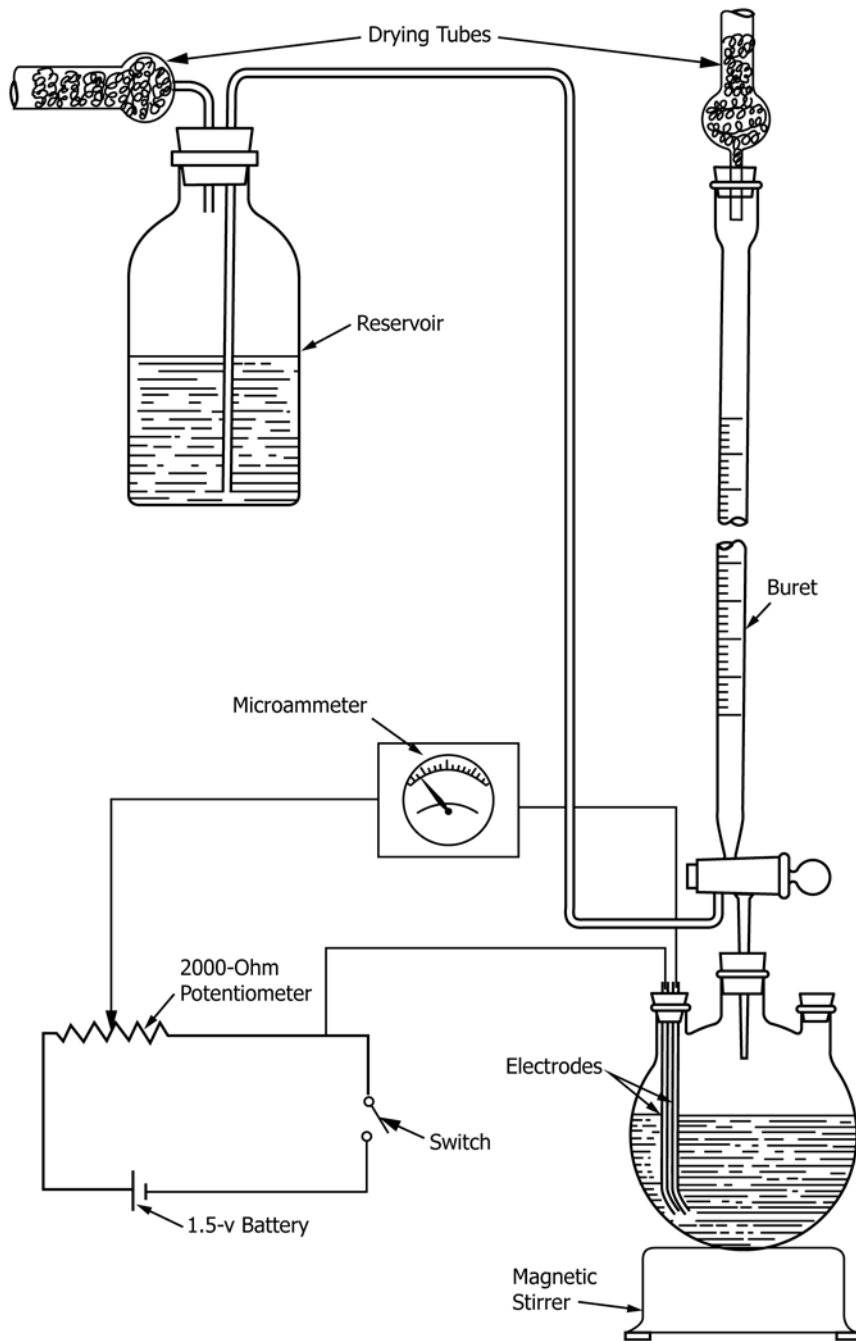 Drying Tubes
Reservoir
Buret
Microammeter
2000-Ohm
Potentiometer
Electrodes
Switch
1.5-v Battery
Magnetic
Stirrer